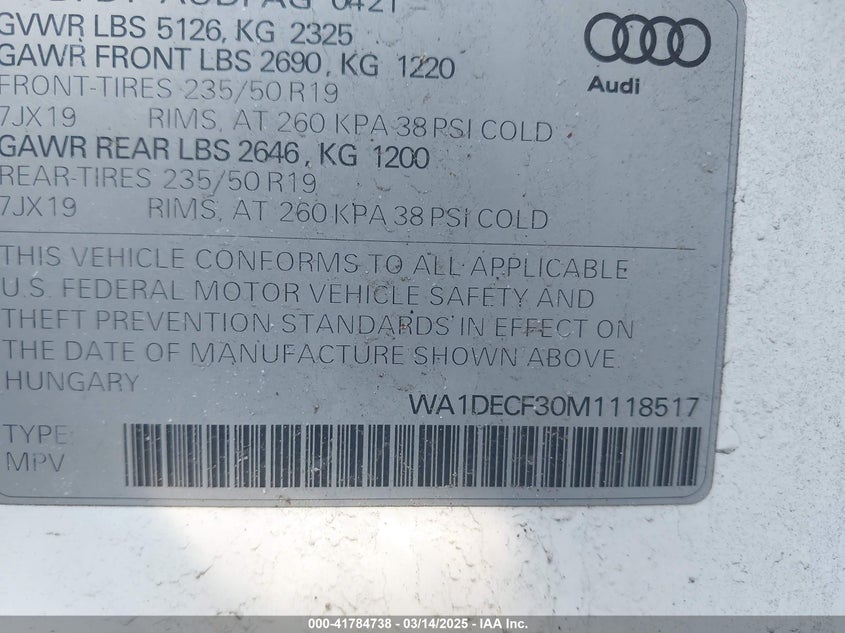 AUDI AG 0421
GVWR LBS 5126, KG 2325
GAWR FRONT LBS 2690, KG 1220
FRONT-TIRES 235/50 R19
7JX19 RIMS, AT 260 KPA 38 PSI COLD
GAWR REAR LBS 2646, KG 1200
REAR-TIRES 235/50 R19
7JX19 RIMS, AT 260 KPA 38 PSI COLD
Audi
THIS VEHICLE CONFORMS TO ALL APPLICABLE
U.S. FEDERAL MOTOR VEHICLE SAFETY AND
THEFT PREVENTION STANDARDS IN EFFECT ON
THE DATE OF MANUFACTURE SHOWN ABOVE.
HUNGARY
WA1DECF30M1118517
TYPE:
MPV
000-41784738 - 03/14/2025 - IAA Inc.